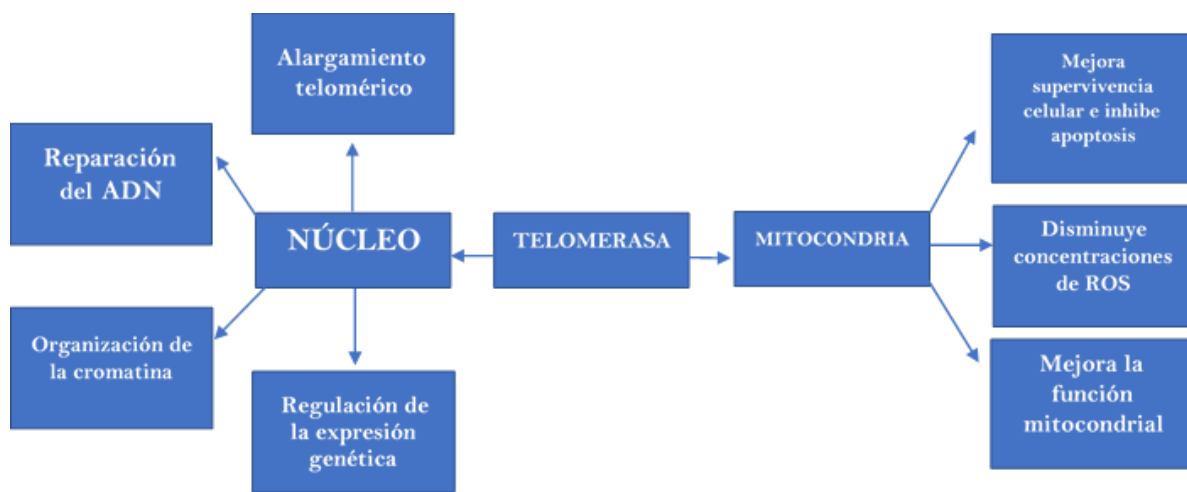 Alargamiento
telomérico
Reparación
del ADN
NÚCLEO
Organización de
la cromatina
Regulación de
la expresión
genética
TELOMERASA
MITOCONDRIA
Mejora
supervivencia
celular e inhibe
apoptosis
Disminuye
concentraciones
de ROS
Mejora la
función
mitocondrial